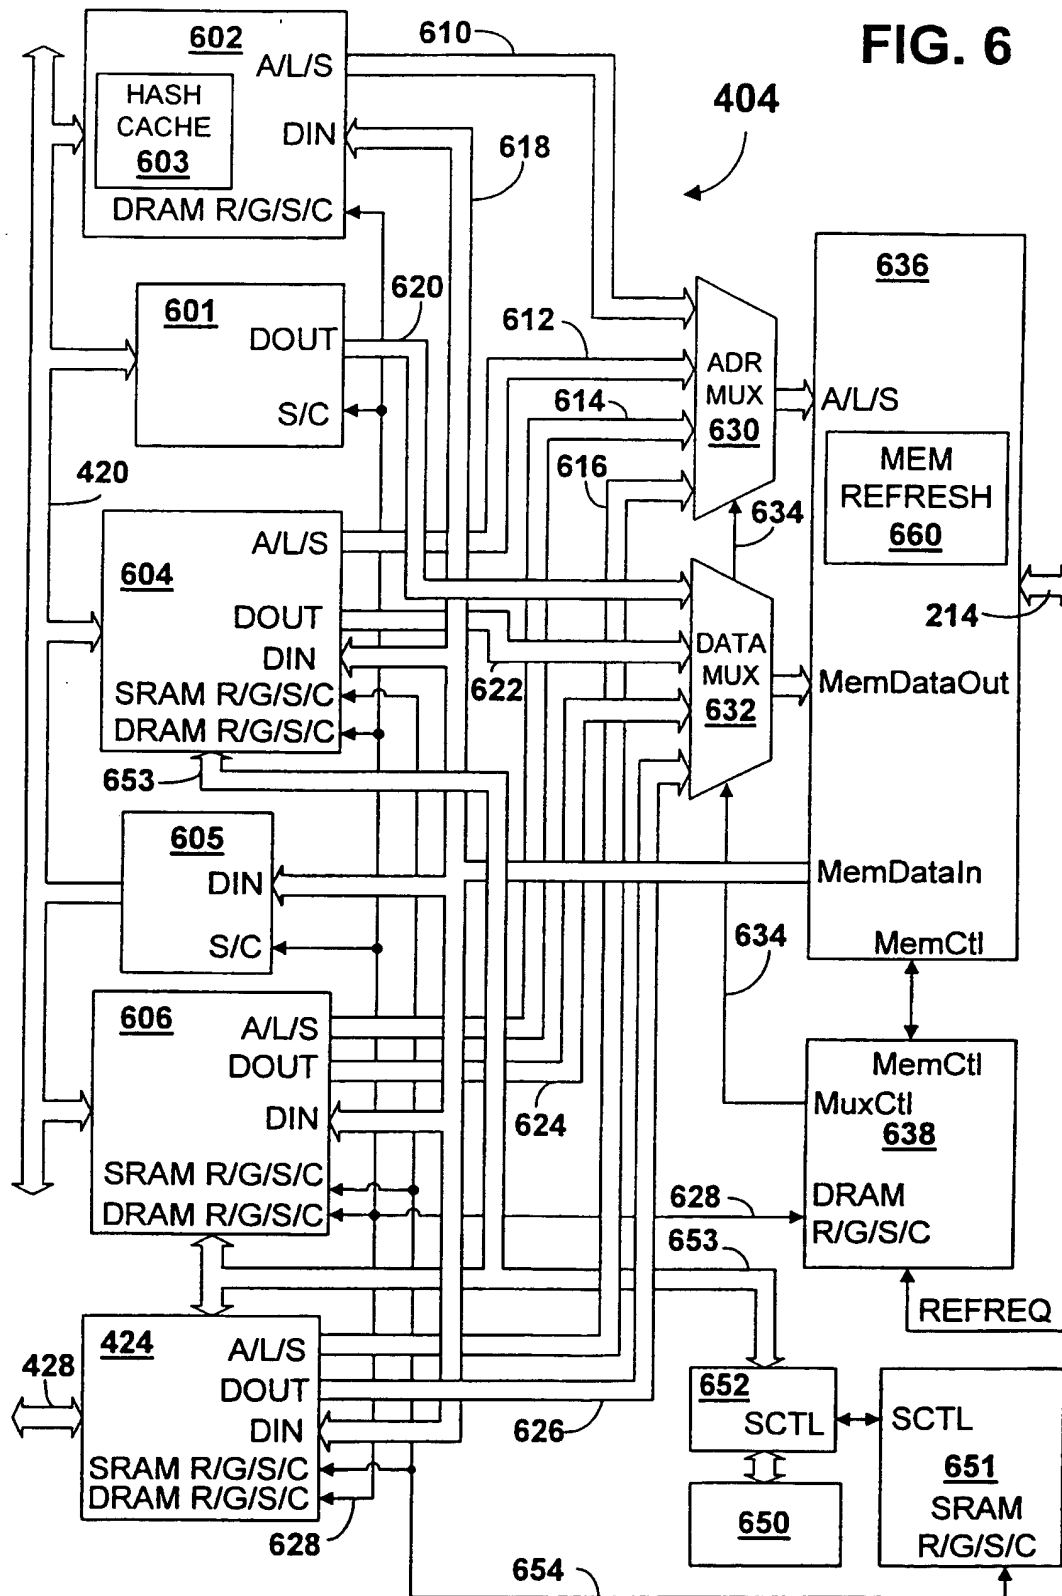 FIG. 6
404
602
A/L/S
HASH
CACHE
603
DIN
DRAM R/G/S/C
610
618
601
DOUT
S/C
620
612
614
616
420
604
A/L/S
DOUT
DIN
SRAM R/G/S/C
DRAM R/G/S/C
622
653
ADR
MUX
630
634
DATA
MUX
632
636
A/L/S
MEM
REFRESH
660
214
MemDataOut
MemDataIn
MemCtl
605
DIN
S/C
634
606
A/L/S
DOUT
DIN
SRAM R/G/S/C
DRAM R/G/S/C
624
628
653
MemCtl
MuxCtl
638
DRAM
R/G/S/C
REFREQ
424
A/L/S
DOUT
DIN
SRAM R/G/S/C
DRAM R/G/S/C
428
626
628
652
SCTL
650
SCTL
651
SRAM
R/G/S/C
654